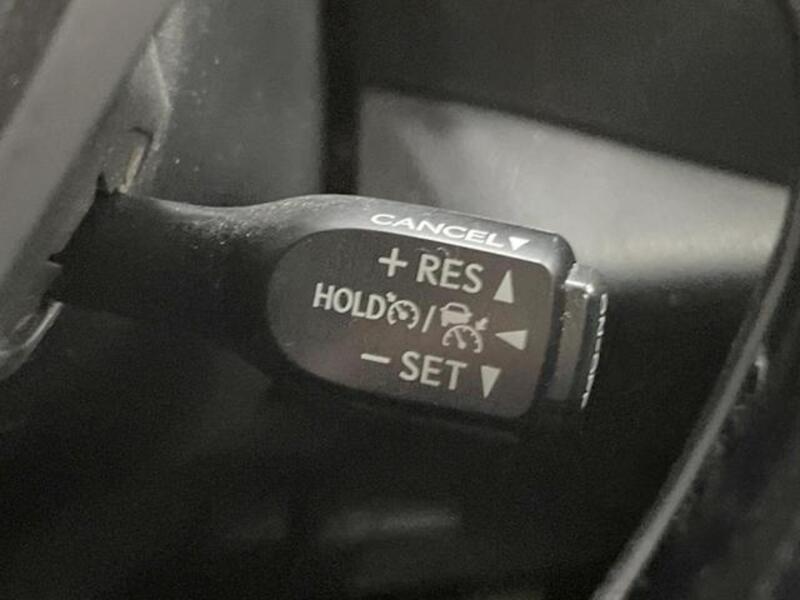 CANCEL▼
+ RES ▲
HOLD / ◀
– SET ▼